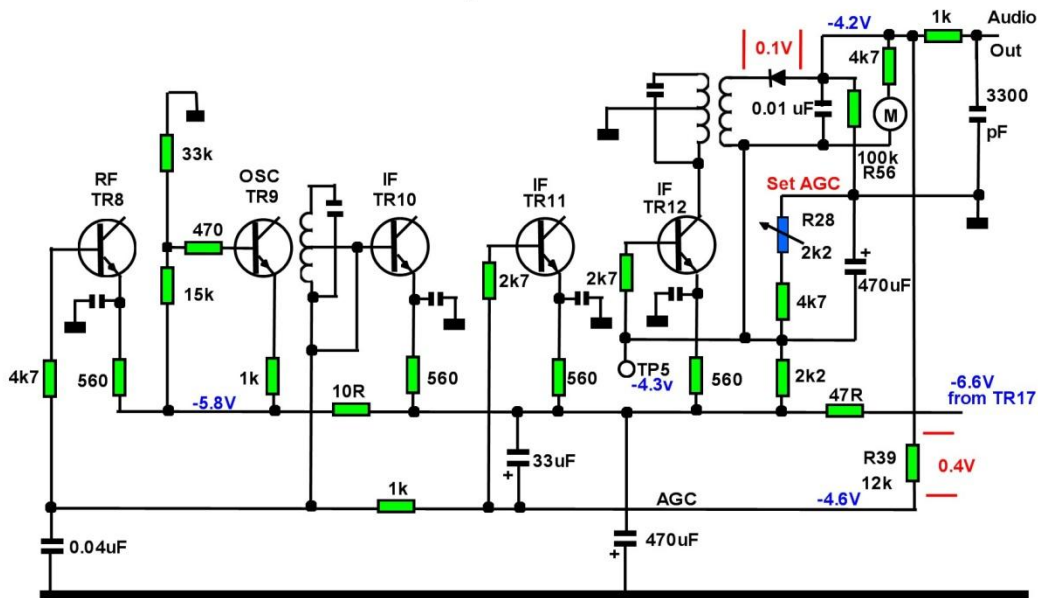 -4.2V
1k
Audio
Out
0.1V
4k7
3300
pF
0.01 uF
M
100k
R56
33k
RF
TR8
OSC
TR9
IF
TR10
IF
TR11
IF
TR12
Set AGC
R28
2k2
470
15k
2k7
2k7
4k7
470uF
4k7
560
1k
560
560
TP5
-4.3v
560
2k2
-5.8V
10R
47R
-6.6V
from TR17
33uF
+
R39
12k
0.4V
1k
AGC
-4.6V
0.04uF
470uF
+
+